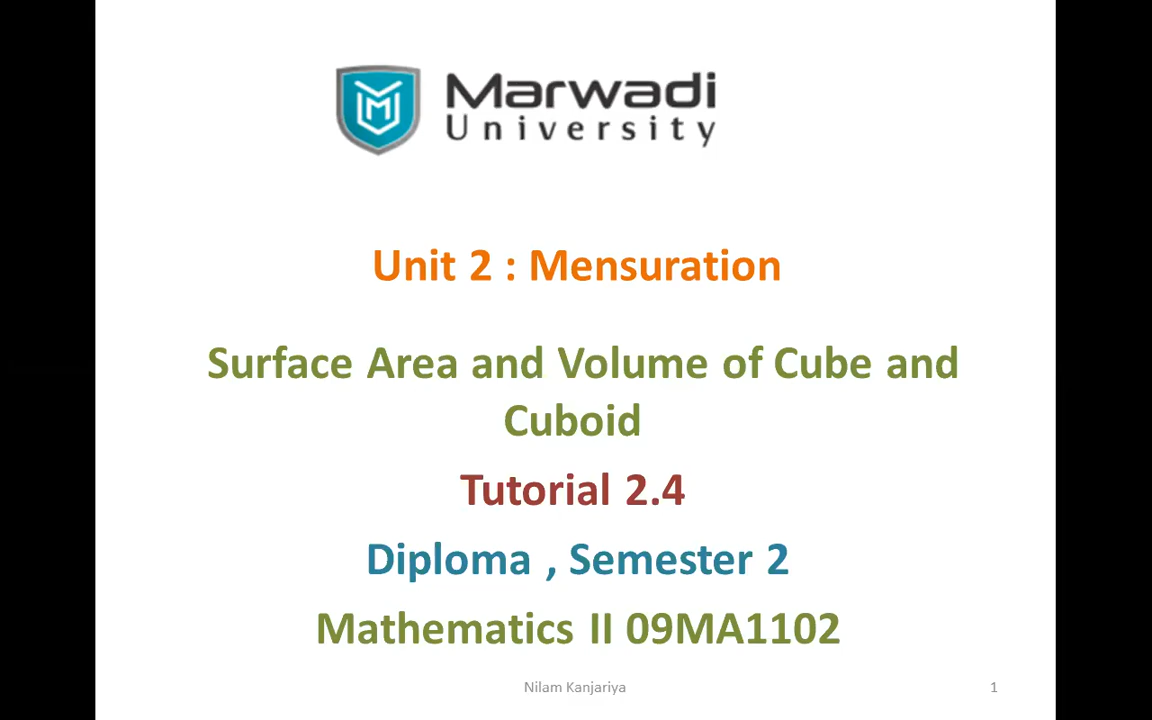 Marwadi
University
Unit 2 : Mensuration
Surface Area and Volume of Cube and
Cuboid
Tutorial 2.4
Diploma , Semester 2
Mathematics II 09MA1102
Nilam Kanjariya 1